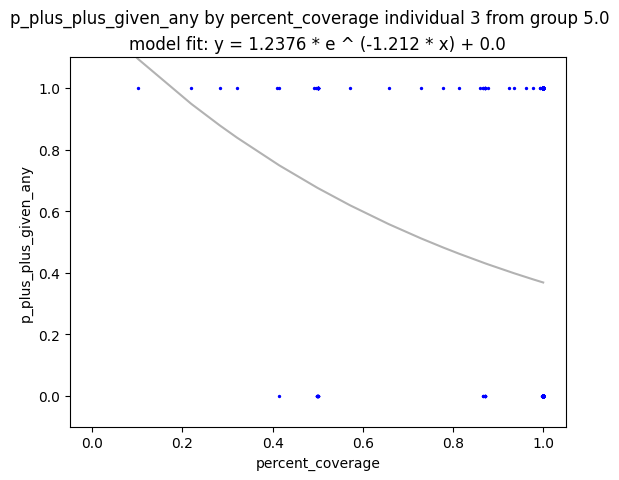 p_plus_plus_given_any by percent_coverage individual 3 from group 5.0
model fit: y = 1.2376 * e ^ (-1.212 * x) + 0.0
p_plus_plus_given_any
1.0
0.8
0.6
0.4
0.2
0.0
0.0 0.2 0.4 0.6 0.8 1.0
percent_coverage